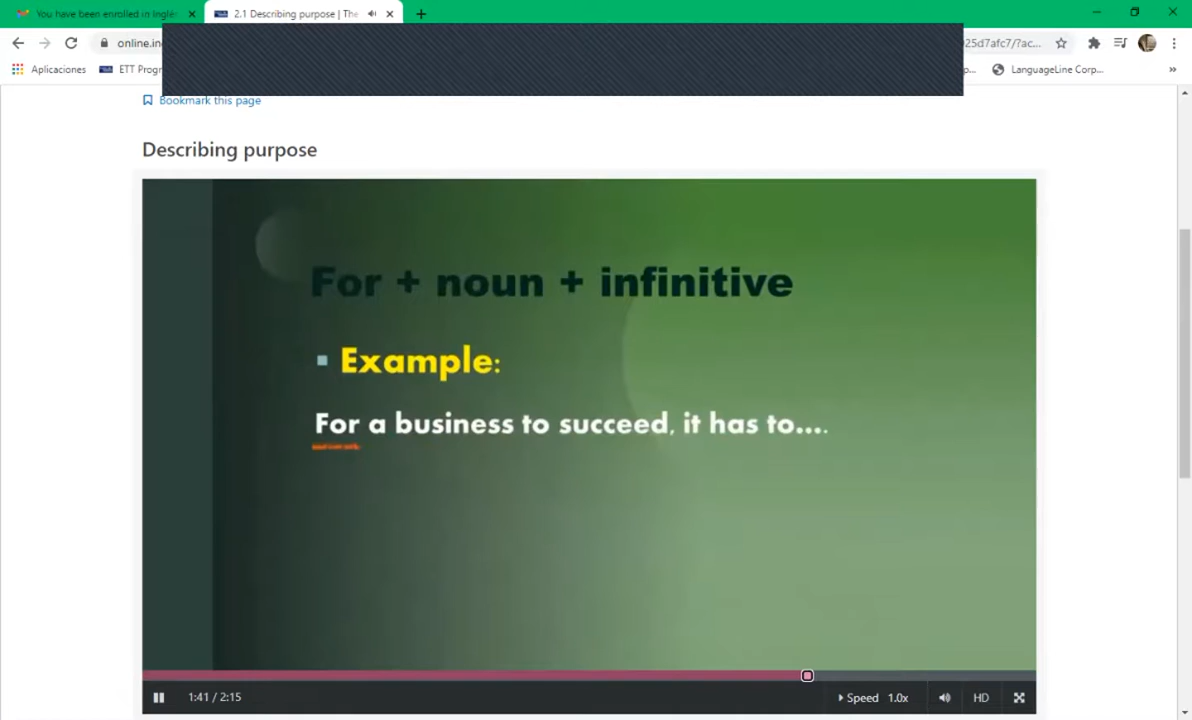 You have been enrolled in Inglés
2.1 Describing purpose | The
online.in
25d7afc7/?ac...
Aplicaciones
ETT Progr
p...
LanguageLine Corp...
»
Bookmark this page
Describing purpose
For + noun + infinitive
Example:
For a business to succeed, it has to....
1:41 / 2:15
Speed 1.0x
HD